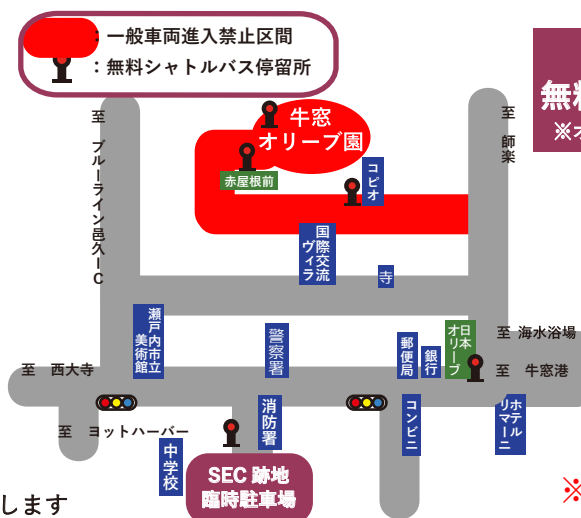 ：一般車両進入禁止区間
：無料シャトルバス停留所
無料
※オ
至 ブルーライン邑久IC
牛窓
オリーブ園
赤屋根前
コピオ
至 師楽
国際交流
ヴィラ
寺
瀬戸内市立
美術館
警察署
郵便局
銀行
日本
オリーブ
至 海水浴場
至 牛窓港
至 西大寺
至 ヨットハーバー
消防署
コンビニ
ホテル
リマーニ
中学校
SEC 跡地
臨時駐車場
します
※